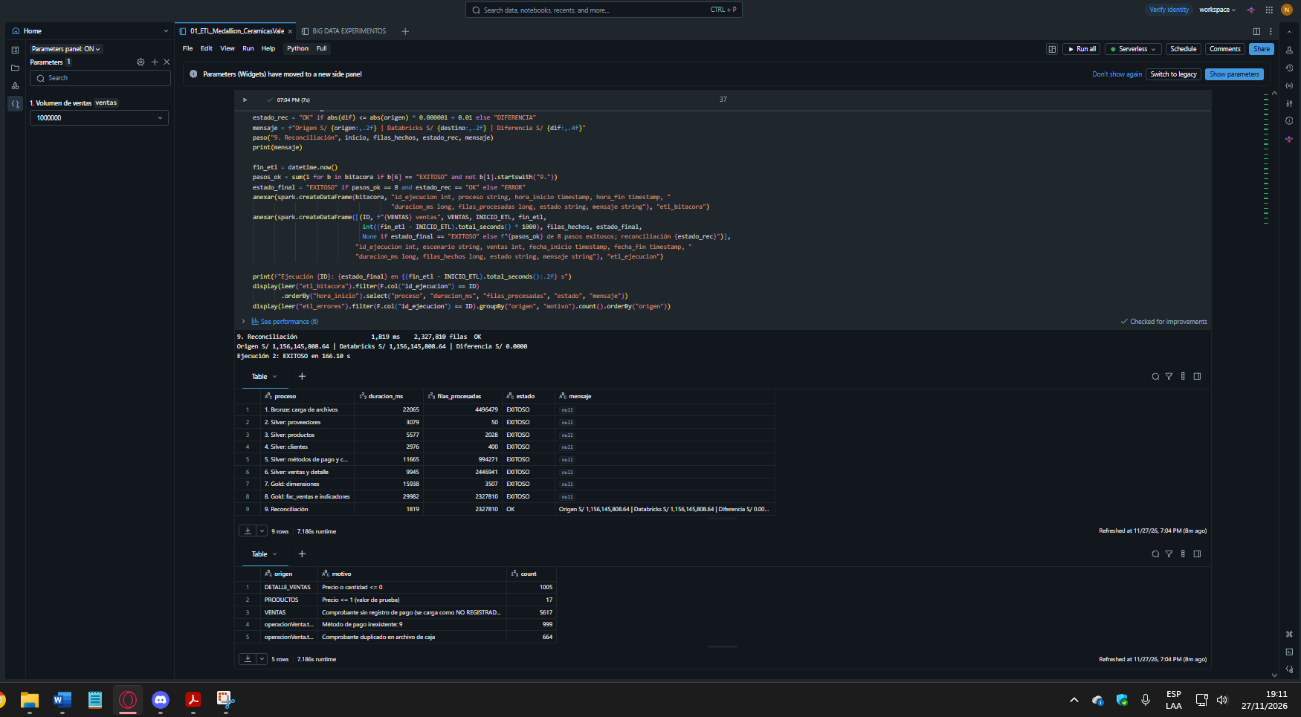 Search data, notebooks, recents, and more... CTRL + P
Verify identity workspace N
Home
01_ETL_Medallion_CeramicasVale BIG DATA EXPERIMENTOS
Parameters panel: ON
File Edit View Run Help Python Full
Run all Serverless Schedule Comments Share
Parameters 1
Search
Parameters (Widgets) have moved to a new side panel
Don't show again Switch to legacy Show parameters
1. Volumen de ventas ventas
1000000
07:04 PM (7s) 37
estado_rec = "OK" if abs(dif) <= abs(origen) * 0.000001 + 0.01 else "DIFERENCIA"
mensaje = f"Origen S/ {origen:,.2f} | Databricks S/ {destino:,.2f} | Diferencia S/ {dif:,.4f}"
paso("9. Reconciliación", inicio, filas_hechos, estado_rec, mensaje)
print(mensaje)
fin_etl = datetime.now()
pasos_ok = sum(1 for b in bitacora if b[6] == "EXITOSO" and not b[1].startswith("9."))
estado_final = "EXITOSO" if pasos_ok == 8 and estado_rec == "OK" else "ERROR"
anexar(spark.createDataFrame(bitacora, "id_ejecucion int, proceso string, hora_inicio timestamp, hora_fin timestamp, "
"duracion_ms long, filas_procesadas long, estado string, mensaje string"), "etl_bitacora")
anexar(spark.createDataFrame([(ID, f"{VENTAS} ventas", VENTAS, INICIO_ETL, fin_etl,
int((fin_etl - INICIO_ETL).total_seconds() * 1000), filas_hechos, estado_final,
None if estado_final == "EXITOSO" else f"{pasos_ok} de 8 pasos exitosos; reconciliación {estado_rec}")],
"id_ejecucion int, escenario string, ventas int, fecha_inicio timestamp, fecha_fin timestamp, "
"duracion_ms long, filas_hechos long, estado string, mensaje string"), "etl_ejecucion")
print(f"Ejecución {ID}: {estado_final} en {(fin_etl - INICIO_ETL).total_seconds():.2f} s")
display(leer("etl_bitacora").filter(F.col("id_ejecucion") == ID)
.orderBy("hora_inicio").select("proceso", "duracion_ms", "filas_procesadas", "estado", "mensaje"))
display(leer("etl_errores").filter(F.col("id_ejecucion") == ID).groupBy("origen", "motivo").count().orderBy("origen"))
See performance (6) Checked for improvements
9. Reconciliación 1,819 ms 2,327,810 filas OK
Origen S/ 1,156,145,808.64 | Databricks S/ 1,156,145,808.64 | Diferencia S/ 0.0000
Ejecución 2: EXITOSO en 166.10 s
Table
proceso duracion_ms filas_procesadas estado mensaje
1 1. Bronze: carga de archivos 22065 4496479 EXITOSO null
2 2. Silver: proveedores 3079 50 EXITOSO null
3 3. Silver: productos 5577 2028 EXITOSO null
4 4. Silver: clientes 2976 400 EXITOSO null
5 5. Silver: métodos de pago y c... 11665 994271 EXITOSO null
6 6. Silver: ventas y detalle 9945 2446941 EXITOSO null
7 7. Gold: dimensiones 15938 3507 EXITOSO null
8 8. Gold: fac_ventas e indicadores 29982 2327810 EXITOSO null
9 9. Reconciliación 1819 2327810 OK Origen S/ 1,156,145,808.64 | Databricks S/ 1,156,145,808.64 | Diferencia S/ 0.00...
9 rows 7.186s runtime Refreshed at 11/27/26, 7:04 PM (8m ago)
Table
origen motivo count
1 DETALLE_VENTAS Precio o cantidad <= 0 1005
2 PRODUCTOS Precio <= 1 (valor de prueba) 17
3 VENTAS Comprobante sin registro de pago (se carga como NO REGISTRAD... 5617
4 operacionVenta.t... Método de pago inexistente: 9 999
5 operacionVenta.t... Comprobante duplicado en archivo de caja 664
5 rows 7.186s runtime Refreshed at 11/27/26, 7:04 PM (8m ago)
ESP
LAA
19:11
27/11/2026